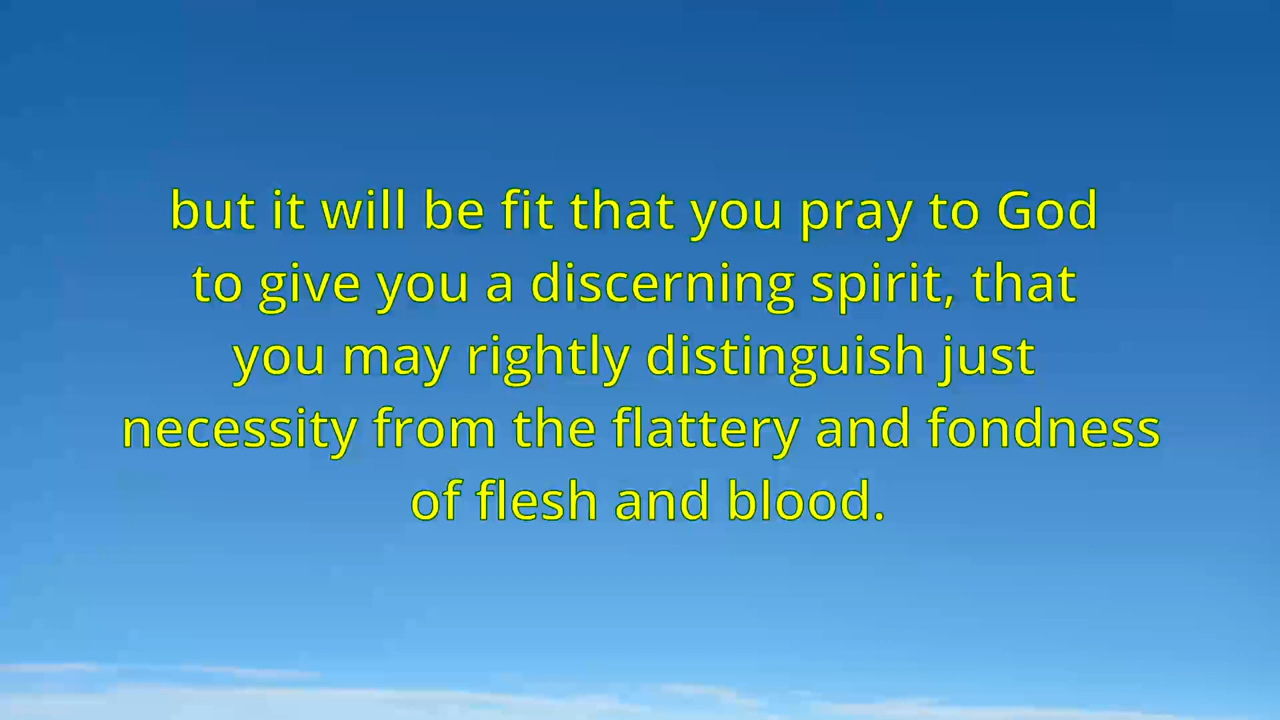 but it will be fit that you pray to God
to give you a discerning spirit, that
you may rightly distinguish just
necessity from the flattery and fondness
of flesh and blood.